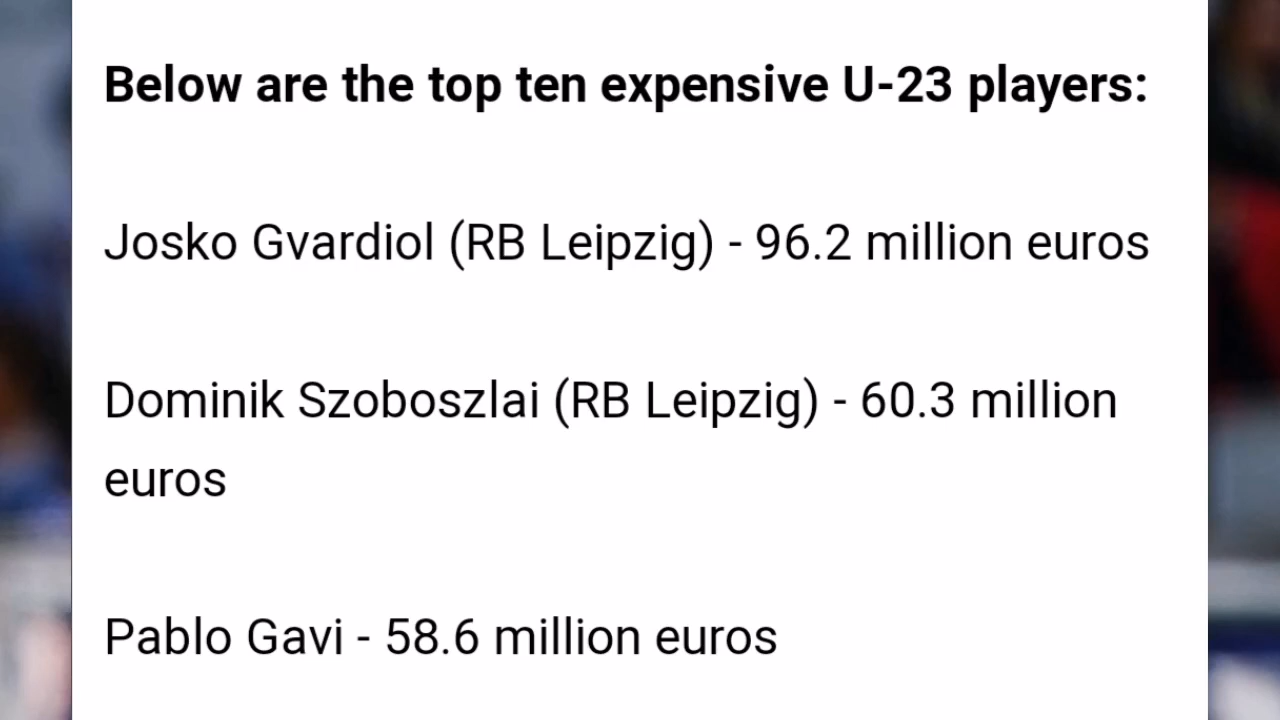 Below are the top ten expensive U-23 players:
Josko Gvardiol (RB Leipzig) - 96.2 million euros
Dominik Szoboszlai (RB Leipzig) - 60.3 million
euros
Pablo Gavi - 58.6 million euros